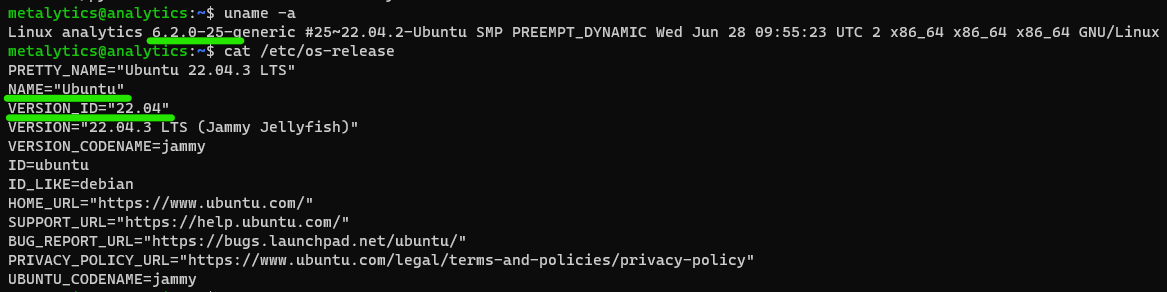 metalytics@analytics:~$ uname -a
Linux analytics 6.2.0-25-generic #25~22.04.2-Ubuntu SMP PREEMPT_DYNAMIC Wed Jun 28 09:55:23 UTC 2 x86_64 x86_64 x86_64 GNU/Linux
metalytics@analytics:~$ cat /etc/os-release
PRETTY_NAME="Ubuntu 22.04.3 LTS"
NAME="Ubuntu"
VERSION_ID="22.04"
VERSION="22.04.3 LTS (Jammy Jellyfish)"
VERSION_CODENAME=jammy
ID=ubuntu
ID_LIKE=debian
HOME_URL="https://www.ubuntu.com/"
SUPPORT_URL="https://help.ubuntu.com/"
BUG_REPORT_URL="https://bugs.launchpad.net/ubuntu/"
PRIVACY_POLICY_URL="https://www.ubuntu.com/legal/terms-and-policies/privacy-policy"
UBUNTU_CODENAME=jammy